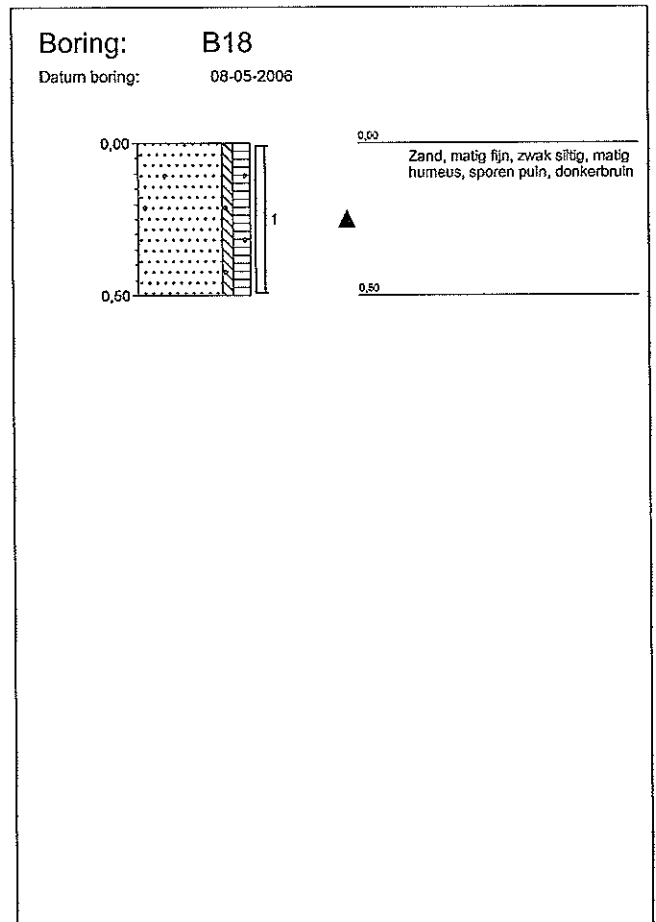 Boring: B18
Datum boring: 08-05-2006
0,00
0,50
1
0,00
Zand, matig fijn, zwak siltig, matig
humeus, sporen puin, donkerbruin
0,50